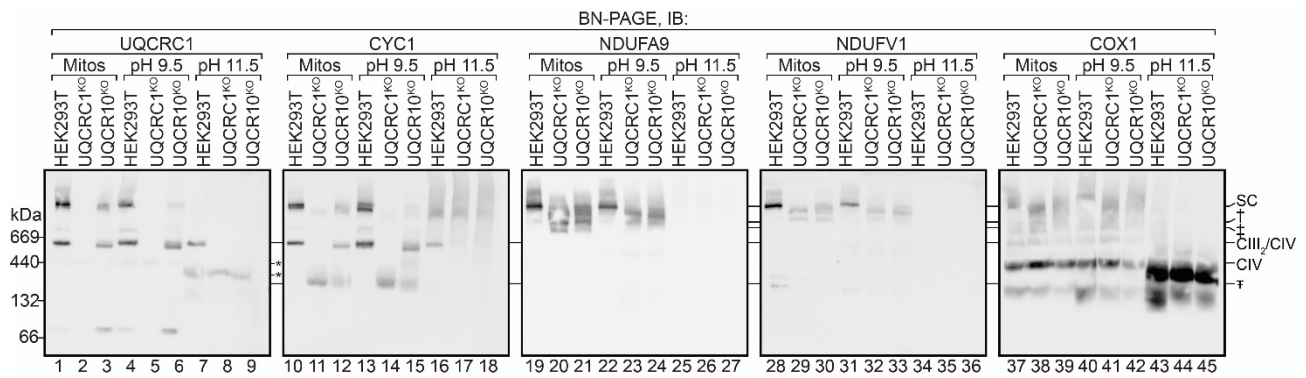 BN-PAGE, IB:
UQCRC1 CYC1 NDUFA9 NDUFV1 COX1
Mitos pH 9.5 pH 11.5 Mitos pH 9.5 pH 11.5 Mitos pH 9.5 pH 11.5 Mitos pH 9.5 pH 11.5 Mitos pH 9.5 pH 11.5
HEK293T UQCRC1KO UQCR10KO HEK293T UQCRC1KO UQCR10KO HEK293T UQCRC1KO UQCR10KO HEK293T UQCRC1KO UQCR10KO HEK293T UQCRC1KO UQCR10KO HEK293T UQCRC1KO UQCR10KO HEK293T UQCRC1KO UQCR10KO HEK293T UQCRC1KO UQCR10KO HEK293T UQCRC1KO UQCR10KO HEK293T UQCRC1KO UQCR10KO HEK293T UQCRC1KO UQCR10KO HEK293T UQCRC1KO UQCR10KO HEK293T UQCRC1KO UQCR10KO HEK293T UQCRC1KO UQCR10KO HEK293T UQCRC1KO UQCR10KO
kDa
669
440
132
66
*
*
SC
†
‡
CIII2/CIV
CIV
1 2 3 4 5 6 7 8 9 10 11 12 13 14 15 16 17 18 19 20 21 22 23 24 25 26 27 28 29 30 31 32 33 34 35 36 37 38 39 40 41 42 43 44 45